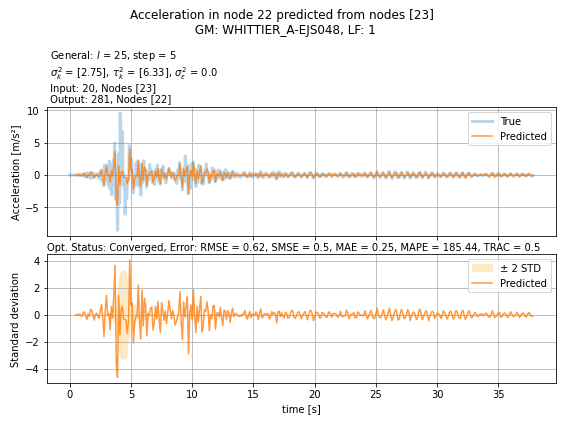 Acceleration in node 22 predicted from nodes [23]
GM: WHITTIER_A-EJS048, LF: 1
General: l = 25, step = 5
σ²ₖ = [2.75], τ²ₖ = [6.33], σ²ₑ = 0.0
Input: 20, Nodes [23]
Output: 281, Nodes [22]
Acceleration [m/s²]
10
5
0
−5
True
Predicted
Opt. Status: Converged, Error: RMSE = 0.62, SMSE = 0.5, MAE = 0.25, MAPE = 185.44, TRAC = 0.5
Standard deviation
4
2
0
−2
−4
± 2 STD
Predicted
0 5 10 15 20 25 30 35
time [s]